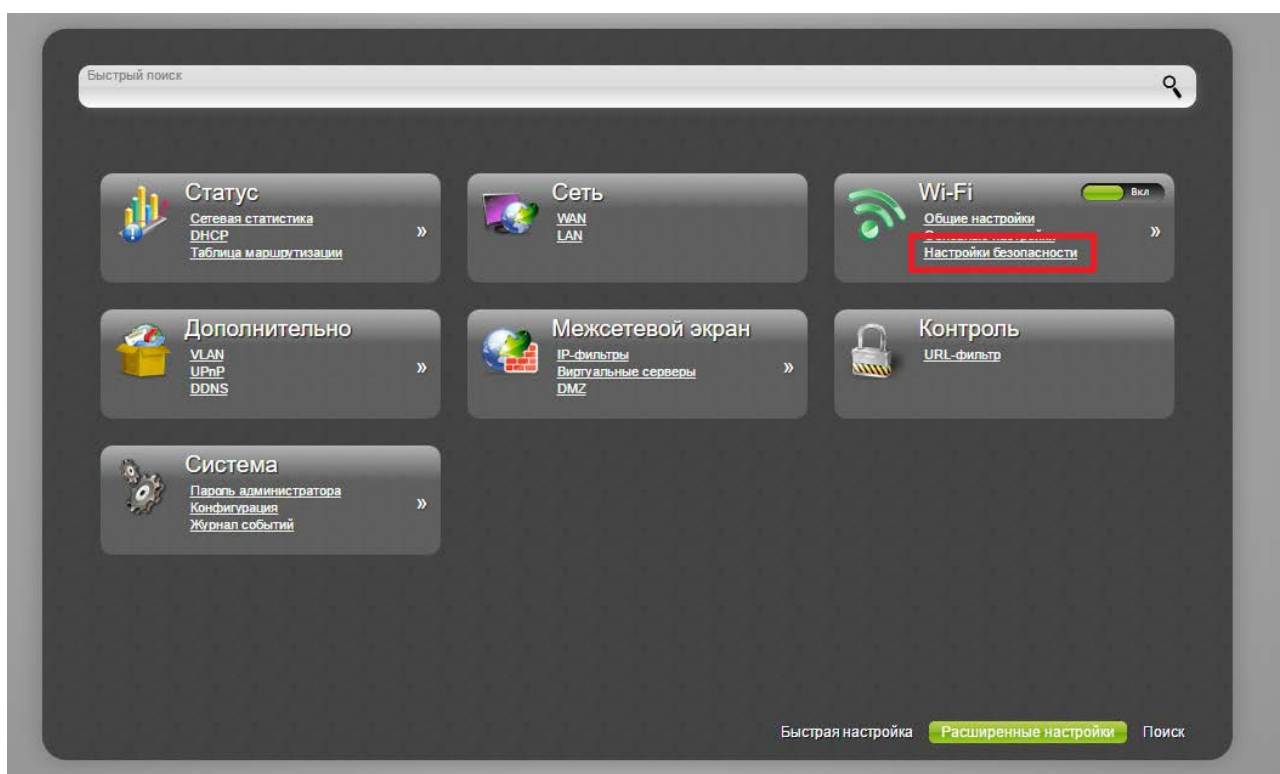 Быстрый поиск
Статус
Сетевая статистика
DHCP
Таблица маршрутизации
»
Сеть
WAN
LAN
Wi-Fi
Вкл
Общие настройки
Основные настройки
Настройки безопасности
»
Дополнительно
VLAN
UPnP
DDNS
»
Межсетевой экран
IP-фильтры
Виртуальные серверы
DMZ
»
Контроль
URL-фильтр
Система
Пароль администратора
Конфигурация
Журнал событий
»
Быстрая настройка Расширенные настройки Поиск